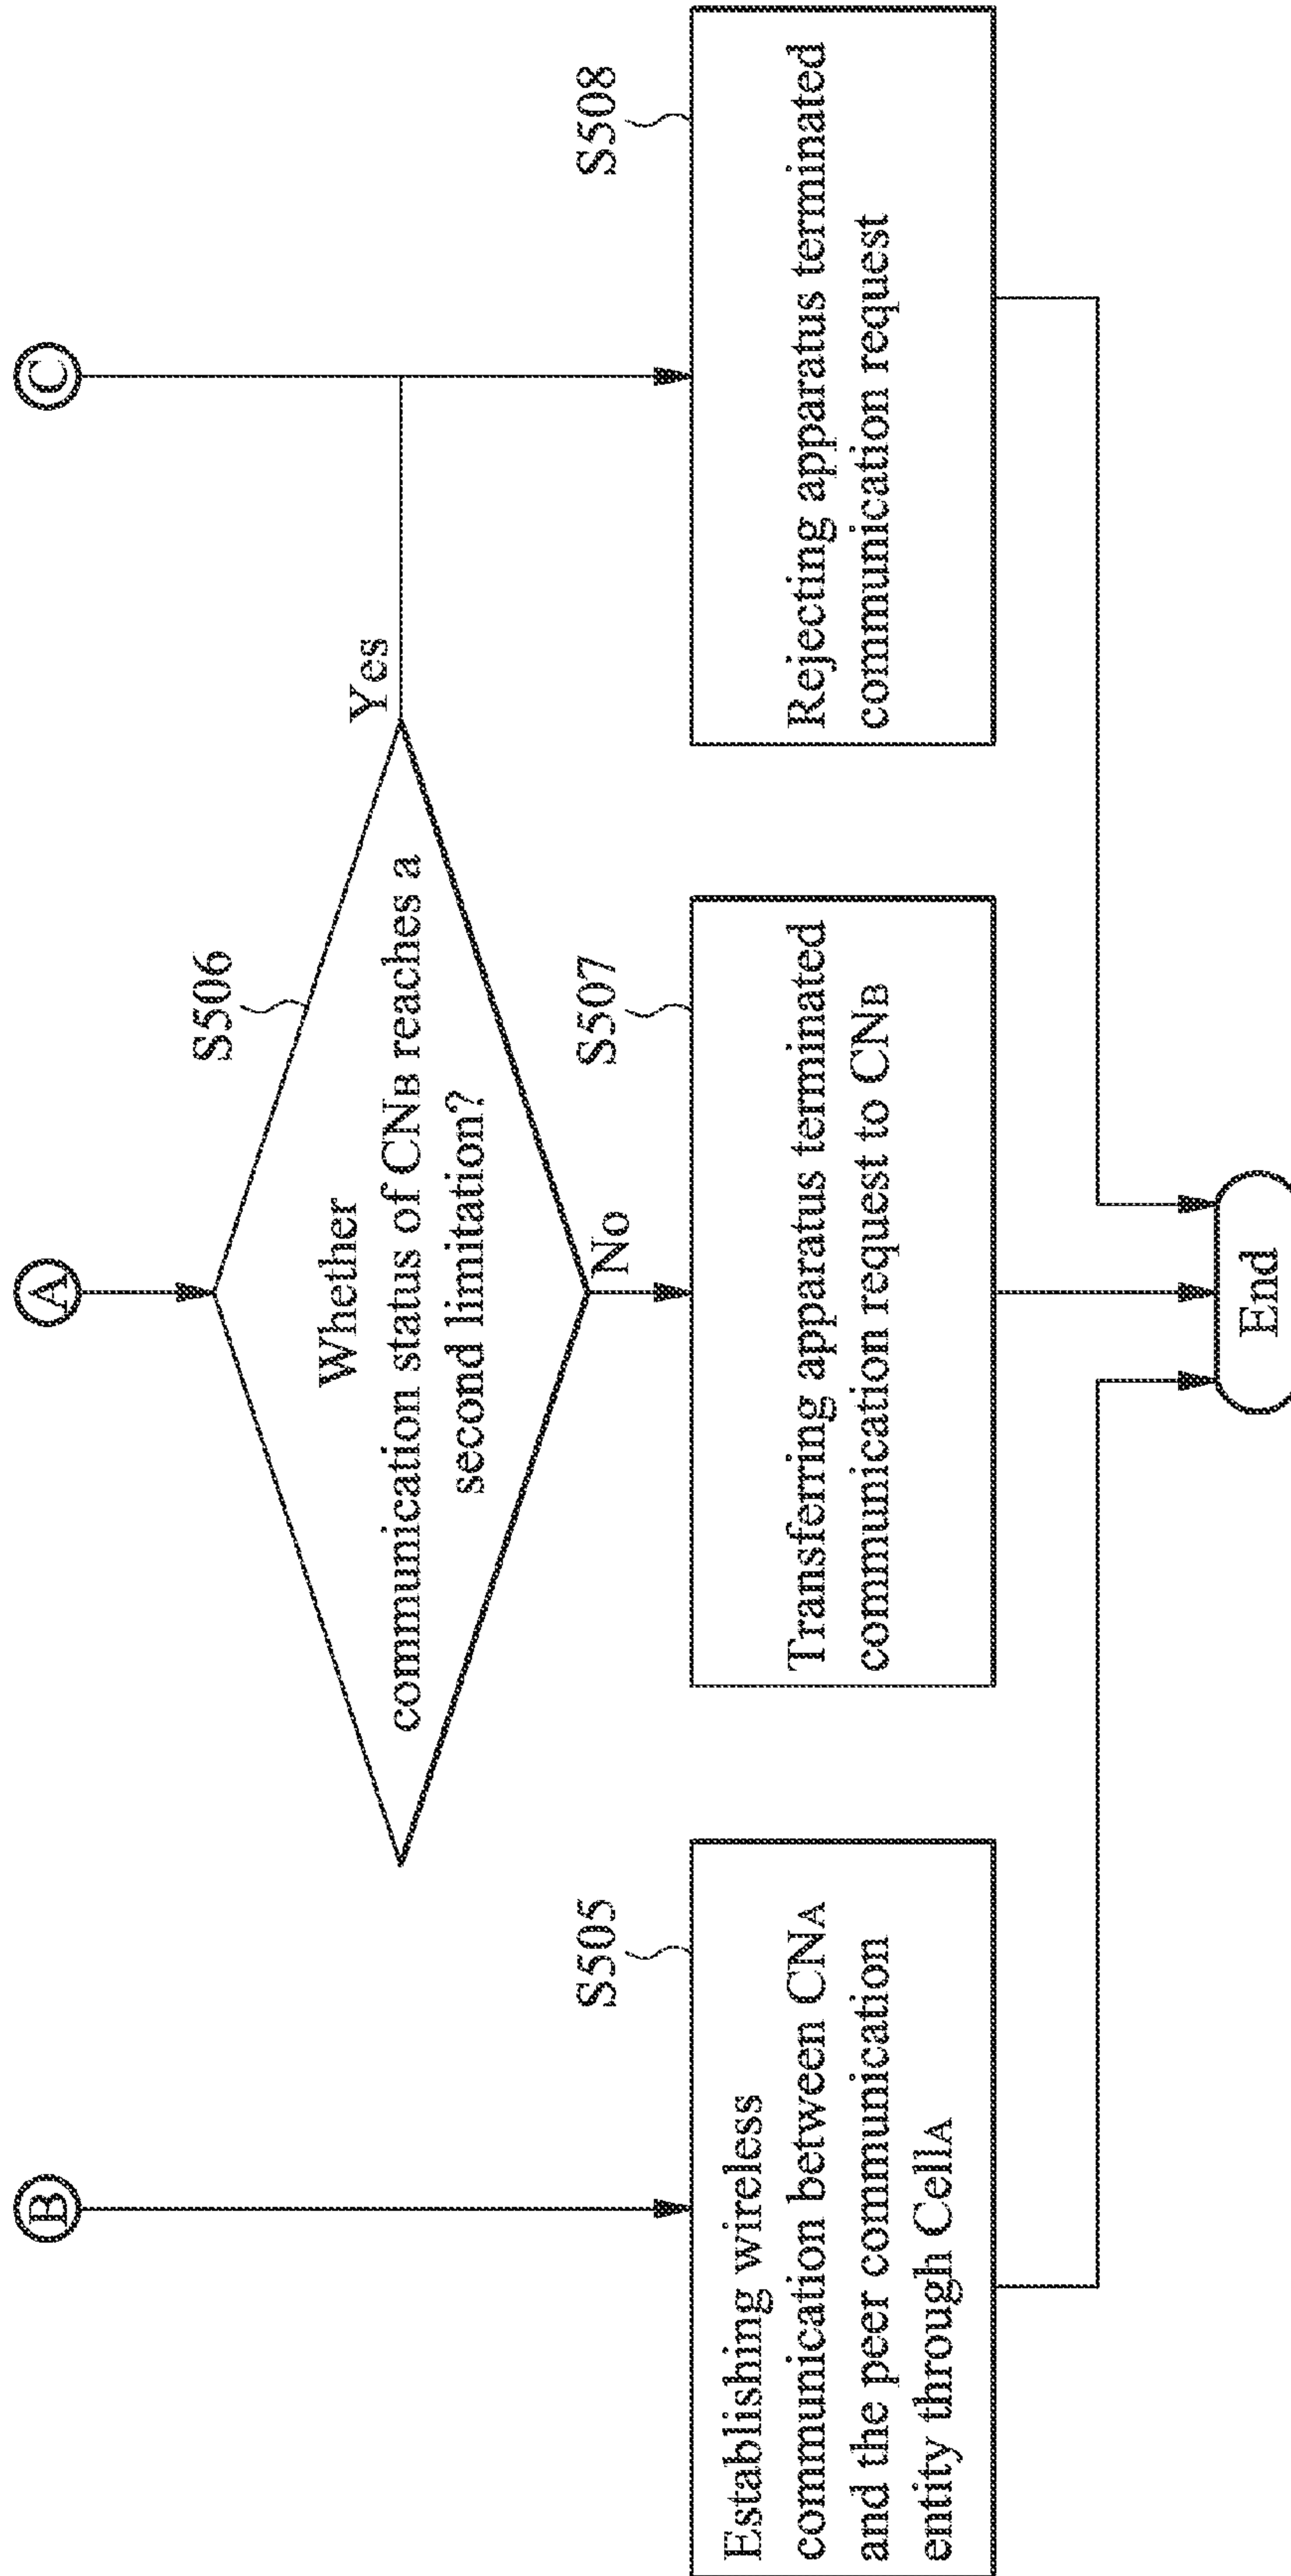 B
A
C
S506
Whether
communication status of CNB reaches a
second limitation?
Yes
No
S505
Establishing wireless
communication between CNA
and the peer communication
entity through CellA
S507
Transferring apparatus terminated
communication request to CNB
S508
Rejecting apparatus terminated
communication request
End